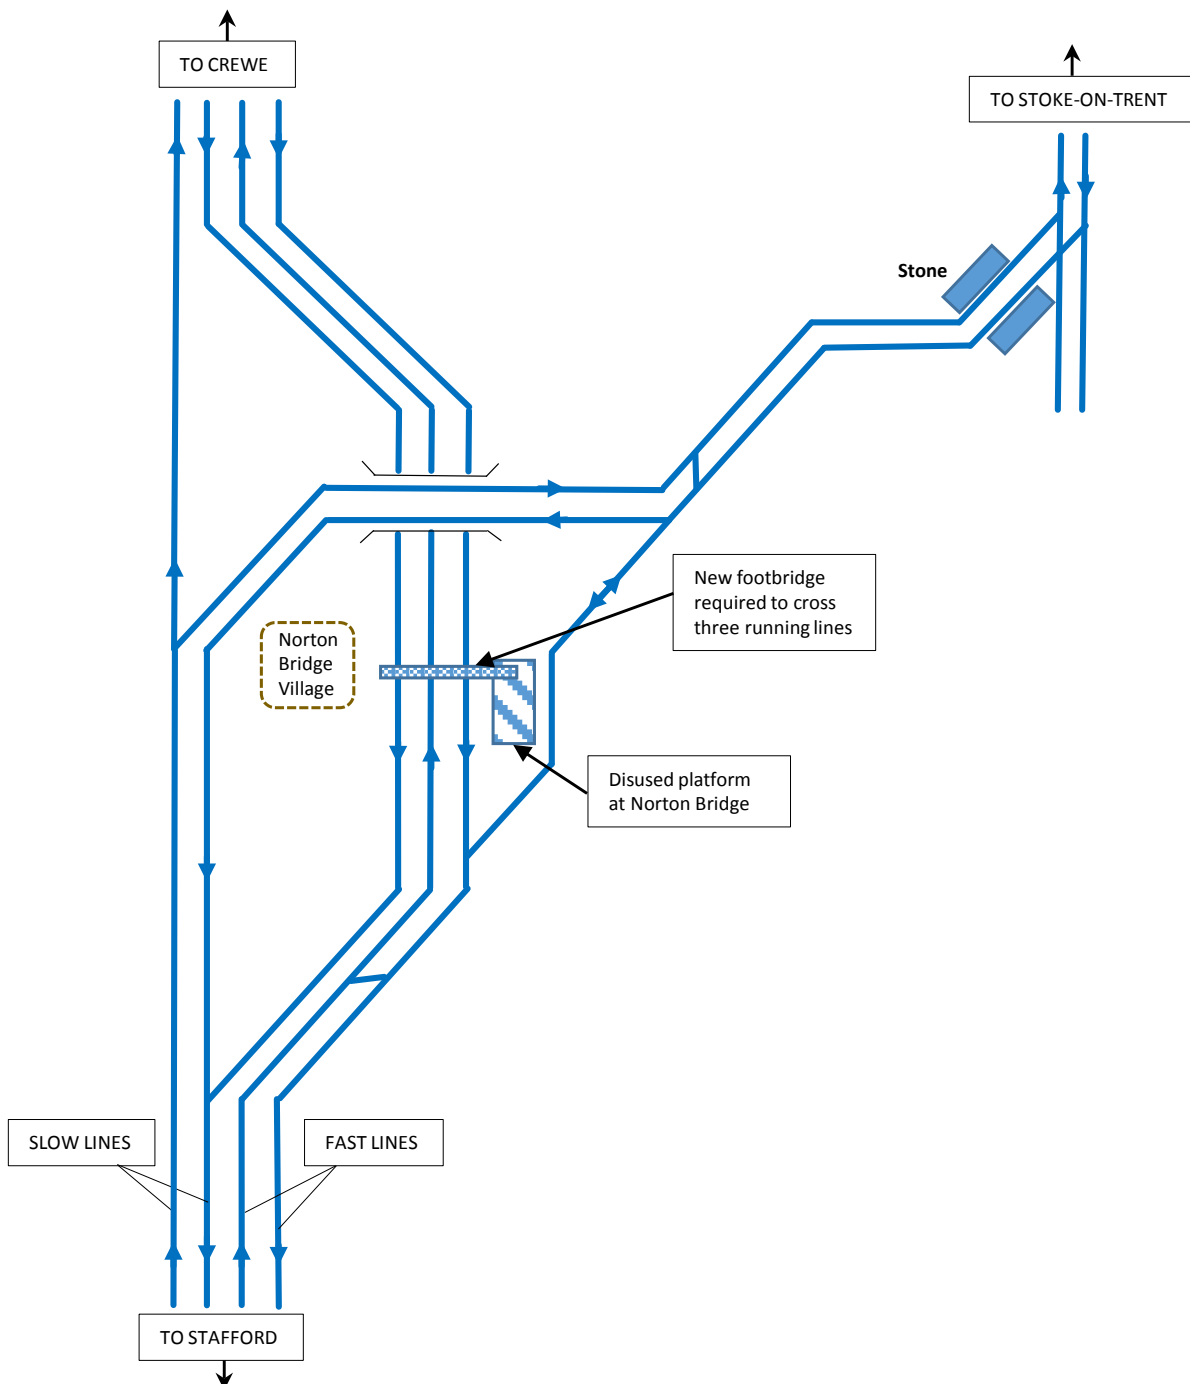 TO CREWE
TO STOKE-ON-TRENT
Stone
New footbridge
required to cross
three running lines
Norton
Bridge
Village
Disused platform
at Norton Bridge
SLOW LINES
FAST LINES
TO STAFFORD